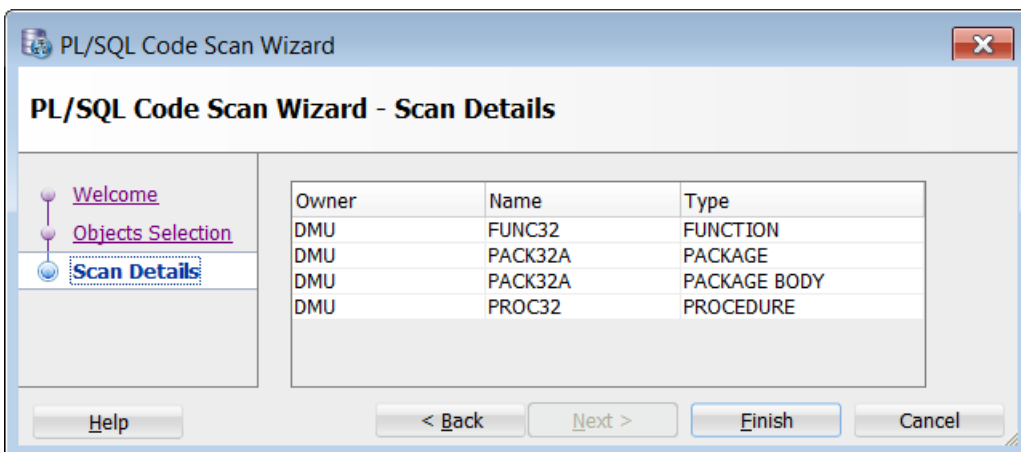 PL/SQL Code Scan Wizard
PL/SQL Code Scan Wizard - Scan Details
Welcome
Objects Selection
Scan Details
Owner Name Type
DMU FUNC32 FUNCTION
DMU PACK32A PACKAGE
DMU PACK32A PACKAGE BODY
DMU PROC32 PROCEDURE
Help < Back Next > Finish Cancel